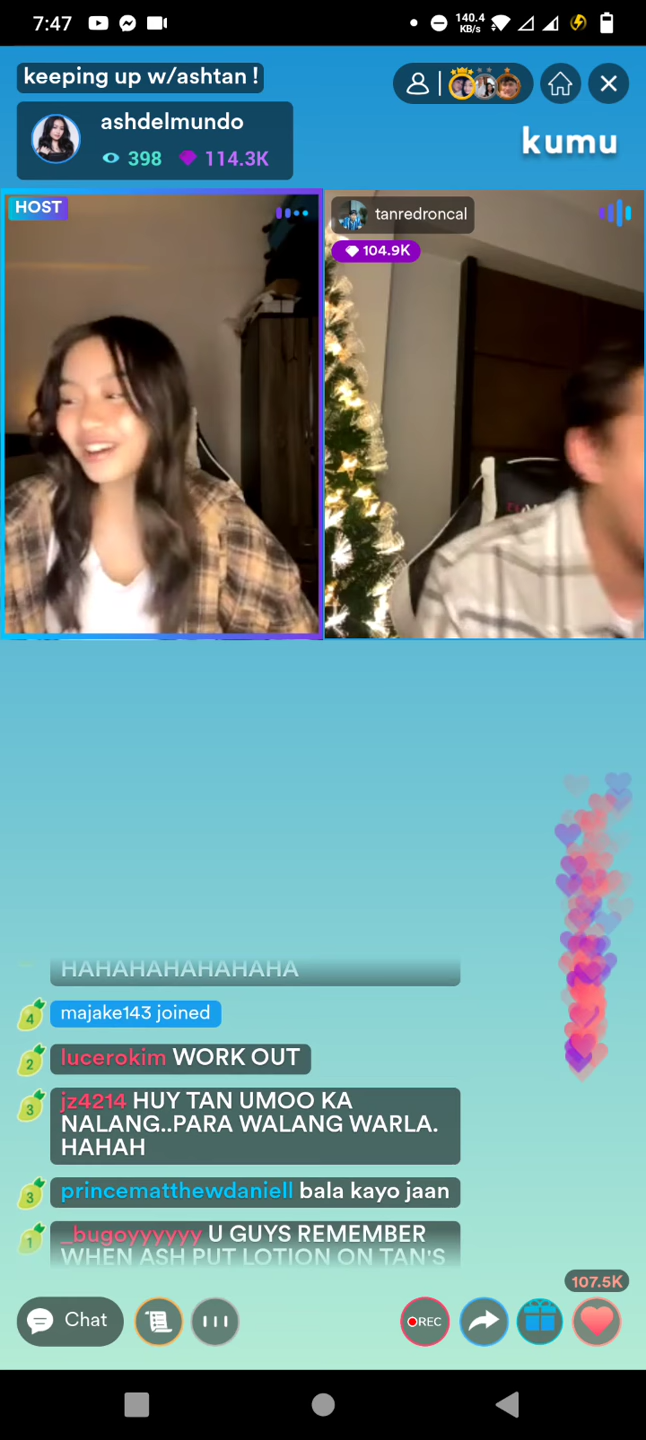 7:47
140.4
KB/s
keeping up w/ashtan !
ashdelmundo
398
114.3K
kumu
HOST
tanredroncal
104.9K
HAHAHAHAHAHAHA
4
majake143 joined
2
lucerokim WORK OUT
3
jz4214 HUY TAN UMOO KA
NALANG..PARA WALANG WARLA.
HAHAH
3
princematthewdaniell bala kayo jaan
1
_bugoyyyyyy U GUYS REMEMBER
WHEN ASH PUT LOTION ON TAN'S
107.5K
Chat
REC